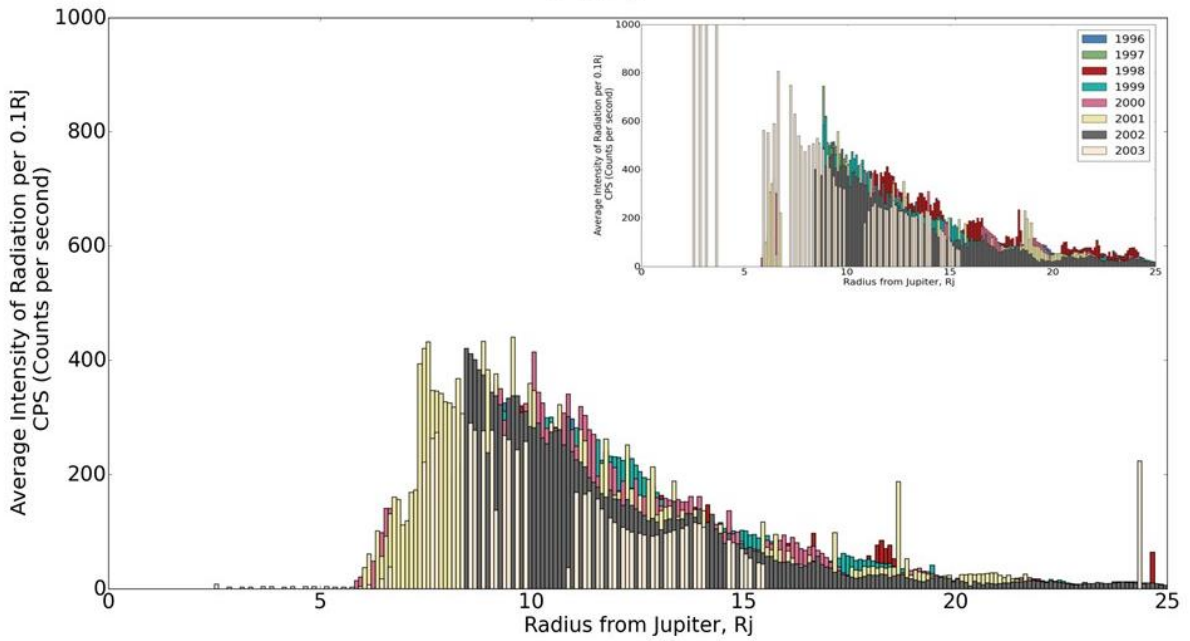 1000
800
600
400
200
0
Average Intensity of Radiation per 0.1Rj
CPS (Counts per second)
0 5 10 15 20 25
Radius from Jupiter, Rj
1000
800
600
400
200
0
Average Intensity of Radiation per 0.1Rj
CPS (Counts per second)
0 5 10 15 20 25
Radius from Jupiter, Rj
1996
1997
1998
1999
2000
2001
2002
2003